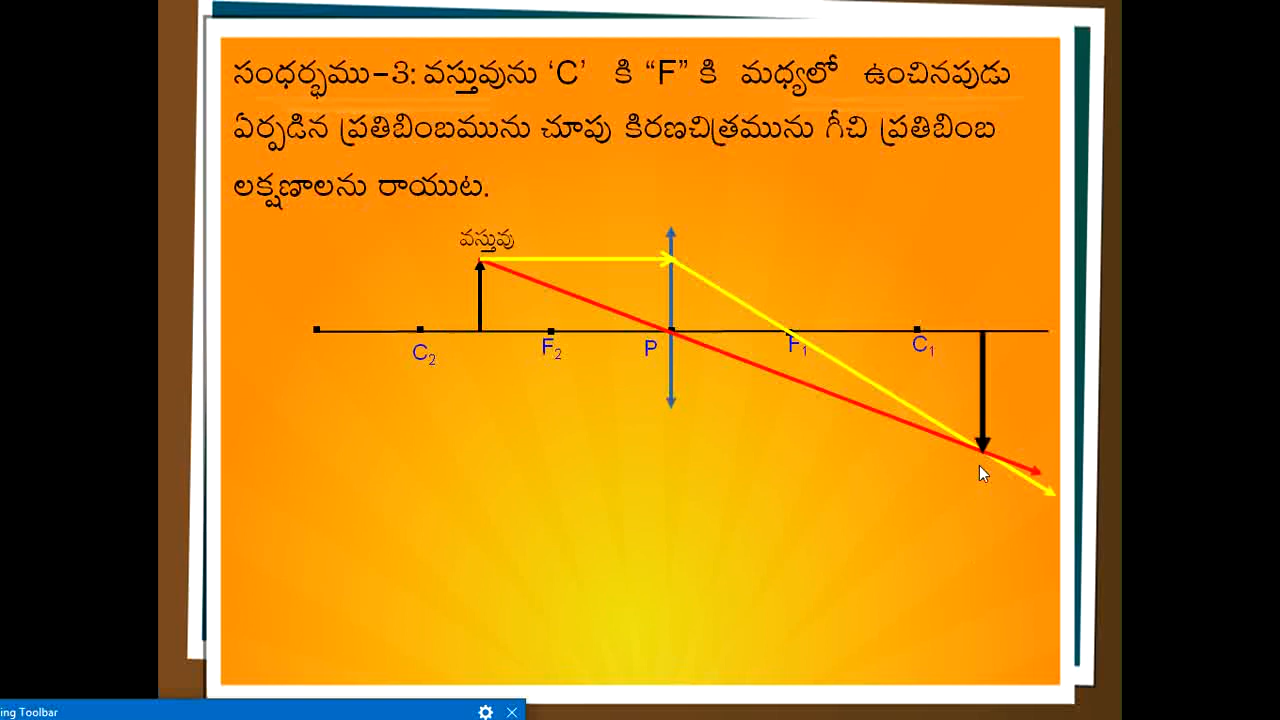 సంధర్భము-3: వస్తువును ‘C’ కి “F” కి మధ్యలో ఉంచినపుడు
ఏర్పడిన ప్రతిబింబమును చూపు కిరణచిత్రమును గీచి ప్రతిబింబ
లక్షణాలను రాయుట.
వస్తువు
C₂ F₂ P F₁ C₁
ing Toolbar